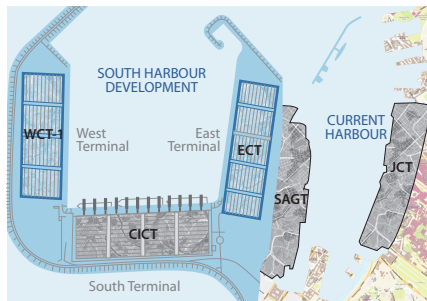 SOUTH HARBOUR
DEVELOPMENT
CURRENT
HARBOUR
WCT-1
West
Terminal
East
Terminal
ECT
JCT
SAGT
CICT
South Terminal